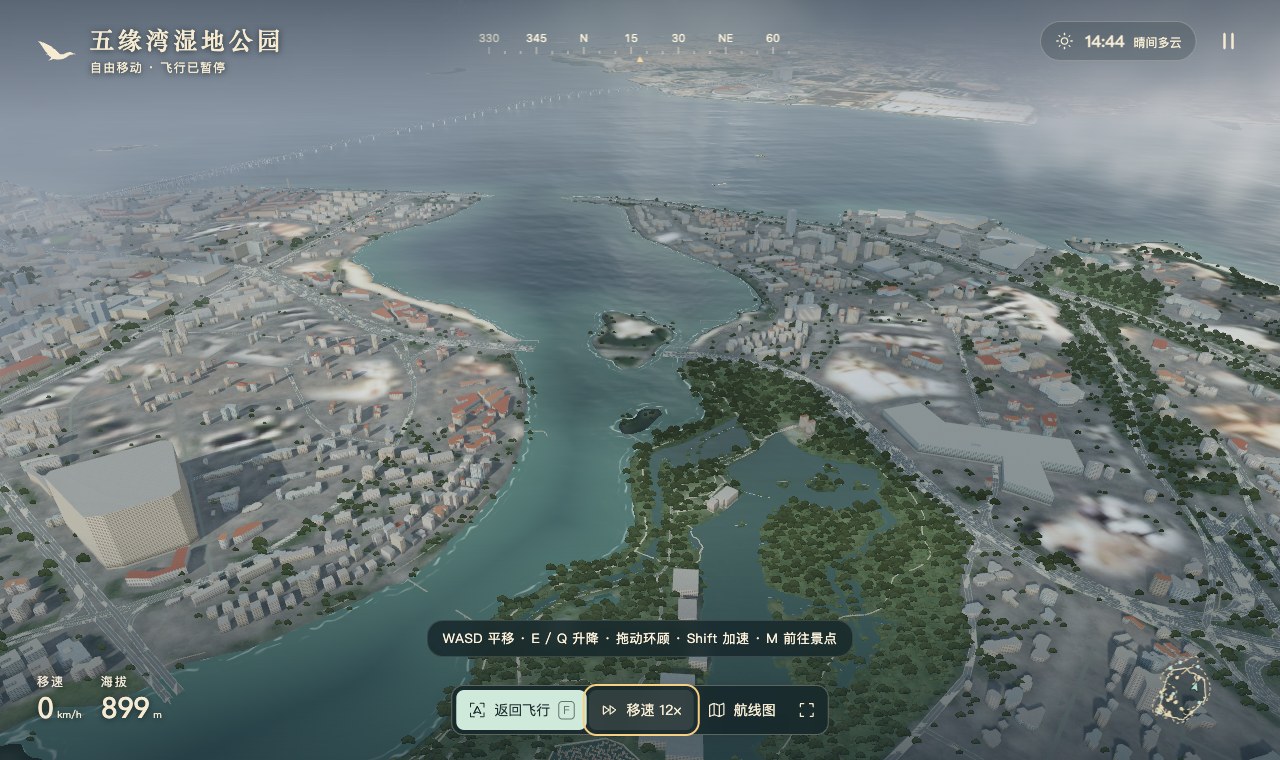 五缘湾湿地公园
自由移动 · 飞行已暂停
330 345 N 15 30 NE 60
14:44 晴间多云
WASD 平移 · E / Q 升降 · 拖动环顾 · Shift 加速 · M 前往景点
移速 海拔
0 km/h 899 m
A 返回飞行 F 移速 12x 航线图